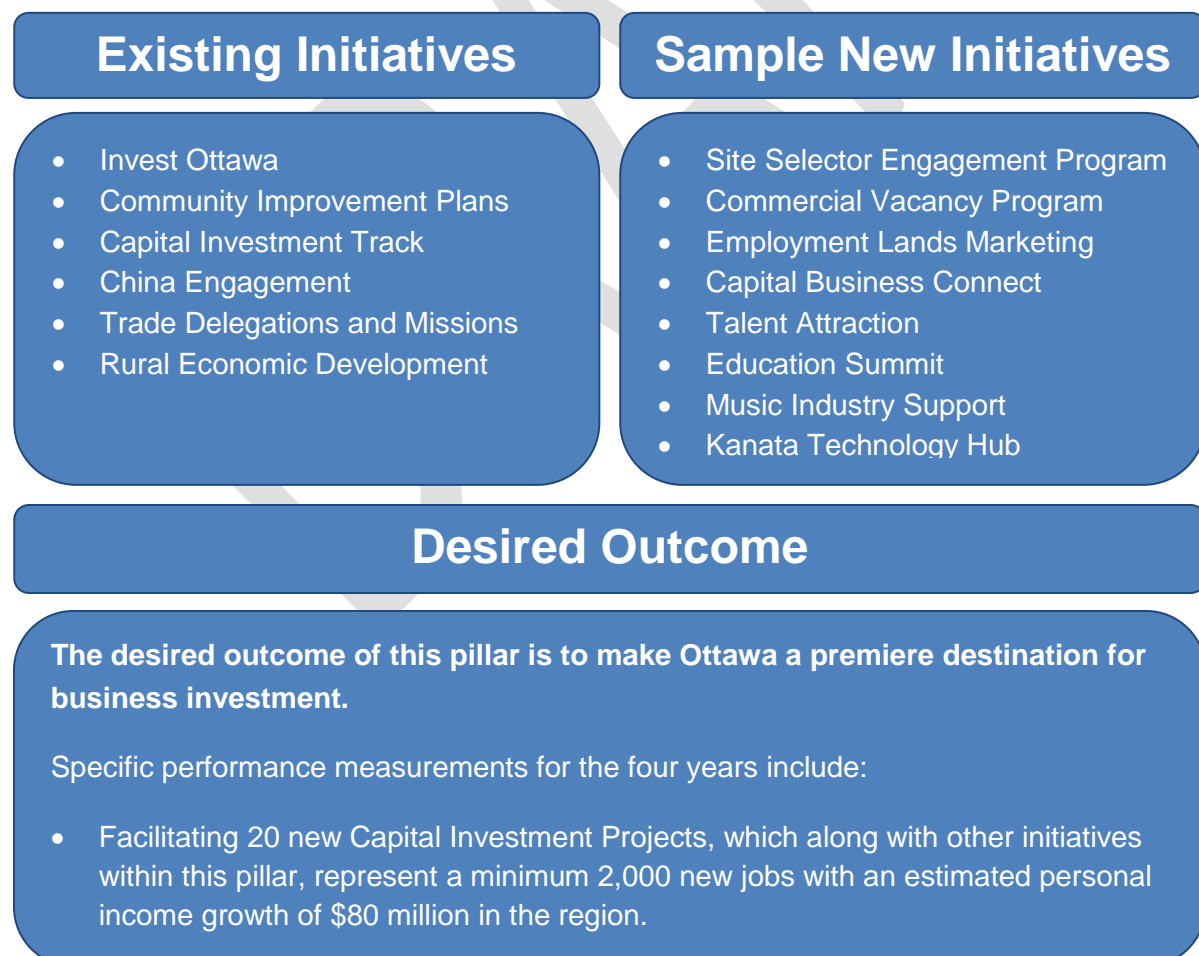 Existing Initiatives
• Invest Ottawa
• Community Improvement Plans
• Capital Investment Track
• China Engagement
• Trade Delegations and Missions
• Rural Economic Development
Sample New Initiatives
• Site Selector Engagement Program
• Commercial Vacancy Program
• Employment Lands Marketing
• Capital Business Connect
• Talent Attraction
• Education Summit
• Music Industry Support
• Kanata Technology Hub
Desired Outcome
The desired outcome of this pillar is to make Ottawa a premiere destination for
business investment.
Specific performance measurements for the four years include:
• Facilitating 20 new Capital Investment Projects, which along with other initiatives
within this pillar, represent a minimum 2,000 new jobs with an estimated personal
income growth of $80 million in the region.